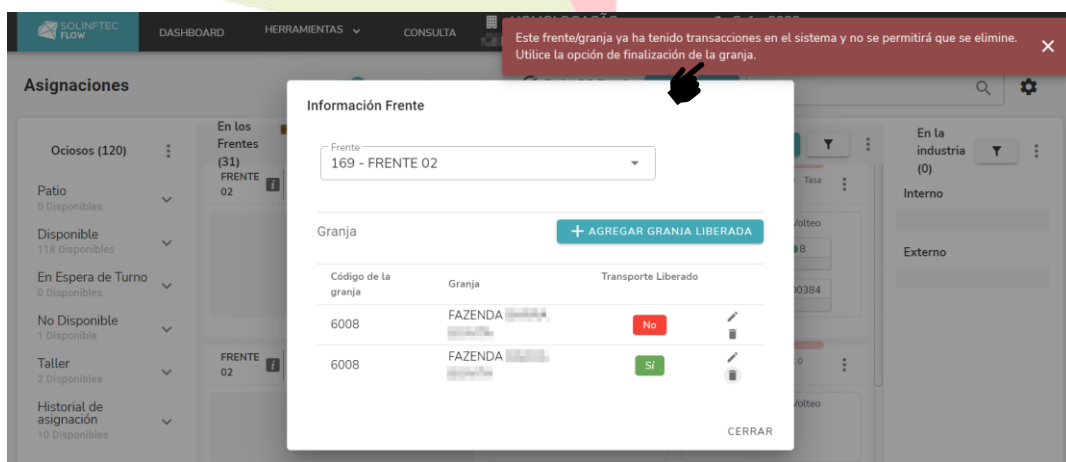 SOLINFTEC
FLOW
DASHBOARD
HERRAMIENTAS
CONSULTA
Este frente/granja ya ha tenido transacciones en el sistema y no se permitirá que se elimine.
Utilice la opción de finalización de la granja.
Asignaciones
Información Frente
Ociosos (120)
En los
Frentes
(31)
FRENTE
02
Patio
0 Disponibles
Disponible
118 Disponibles
En Espera de Turno
0 Disponibles
No Disponible
1 Disponible
Taller
2 Disponibles
Historial de
asignación
10 Disponibles
FRENTE
02
Frente
169 - FRENTE 02
Granja
+ AGREGAR GRANJA LIBERADA
Código de la
granja
Granja
Transporte Liberado
6008
FAZENDA
No
6008
FAZENDA
Sí
CERRAR
Tasa
Volteo
8
00384
0
Volteo
En la
industria
(0)
Interno
Externo